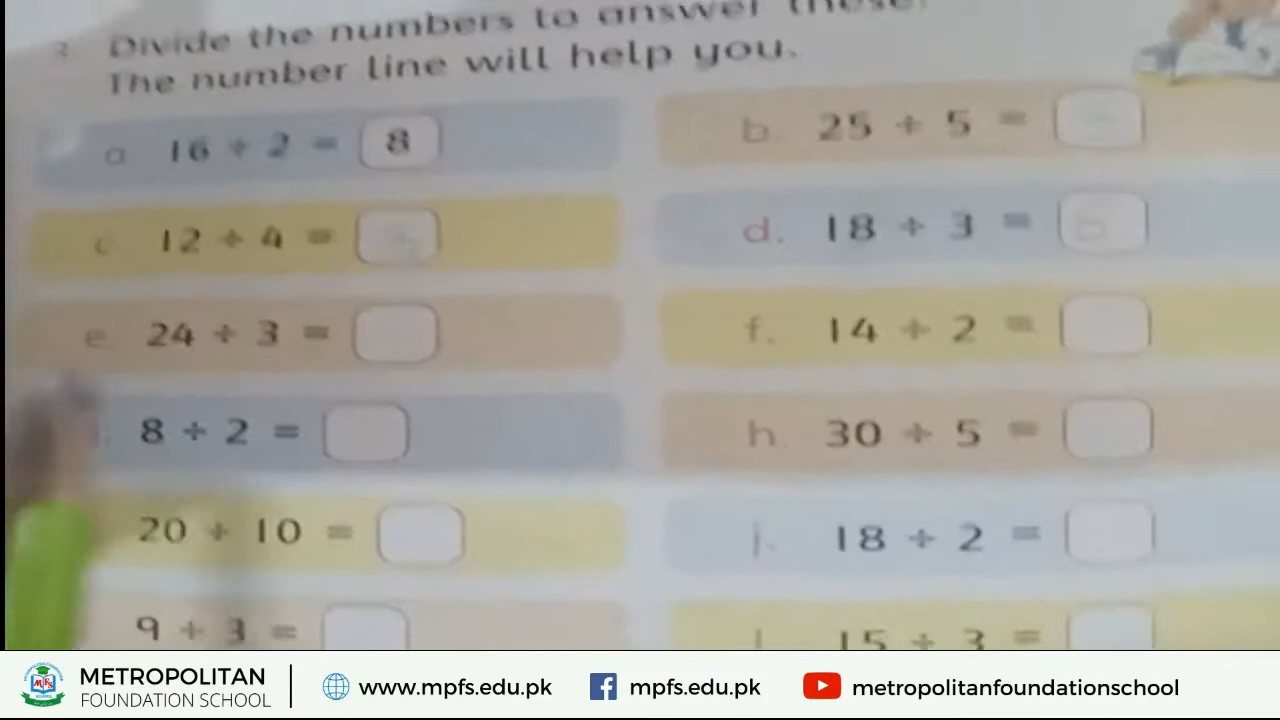 3 Divide the numbers to answer these.
The number line will help you.
a 16 ÷ 2 = 8
b. 25 ÷ 5 =
c 12 ÷ 4 =
d. 18 ÷ 3 = 6
e. 24 ÷ 3 =
f. 14 ÷ 2 =
8 ÷ 2 =
h. 30 ÷ 5 =
20 ÷ 10 =
j. 18 ÷ 2 =
9 ÷ 3 =
l 15 ÷ 3 =
METROPOLITAN
FOUNDATION SCHOOL
www.mpfs.edu.pk
mpfs.edu.pk
metropolitanfoundationschool